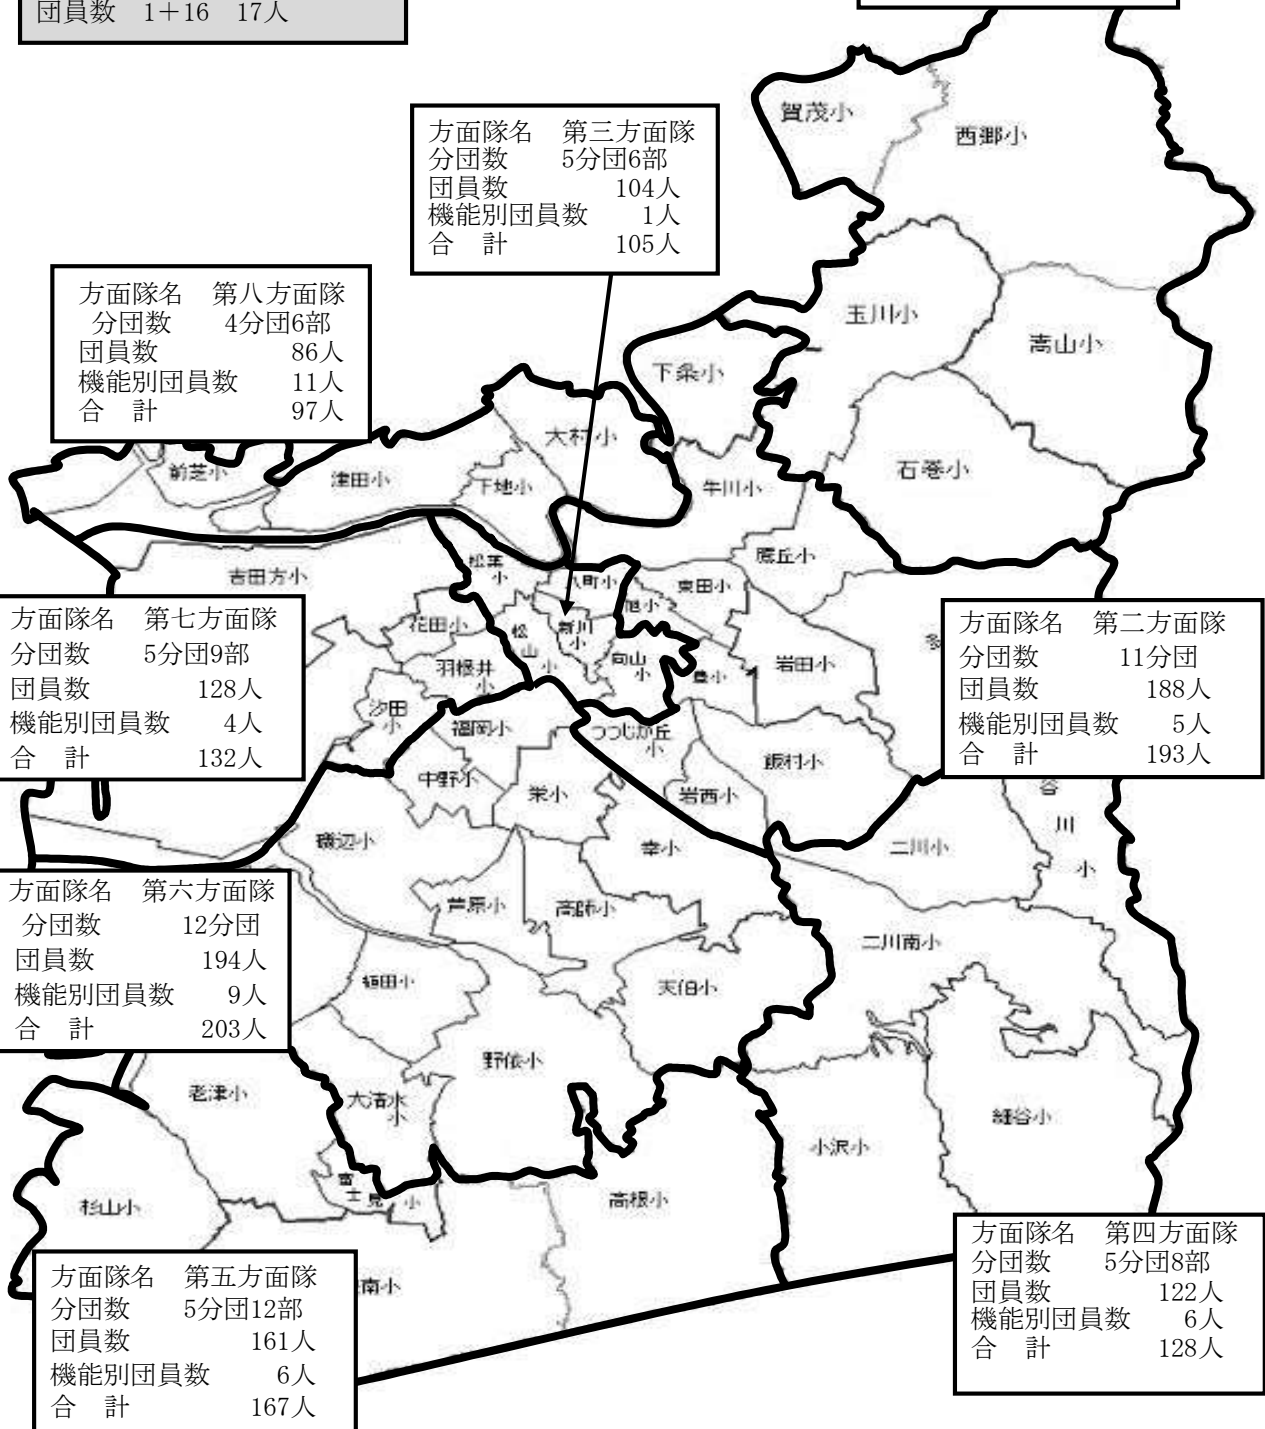 団員数　1＋16　17人
賀茂小
西郷小
方面隊名　第三方面隊
分団数　5分団6部
団員数　104人
機能別団員数　1人
合　計　105人
玉川小
嵩山小
方面隊名　第八方面隊
分団数　4分団6部
団員数　86人
機能別団員数　11人
合　計　97人
下条小
大村小
石巻小
前芝小
津田小
下地小
牛川小
鷹丘小
吉田方小
松葉小
八町小
旭小
東田小
方面隊名　第七方面隊
分団数　5分団9部
団員数　128人
機能別団員数　4人
合　計　132人
花田小
松山小
新川小
向山小
豊小
岩田小
多
方面隊名　第二方面隊
分団数　11分団
団員数　188人
機能別団員数　5人
合　計　193人
羽根井小
汐田小
福岡小
つつじが丘小
飯村小
中野小
栄小
岩西小
谷川小
磯辺小
幸小
二川小
方面隊名　第六方面隊
分団数　12分団
団員数　194人
機能別団員数　9人
合　計　203人
芦原小
高師小
二川南小
植田小
天伯小
野依小
老津小
大清水小
細谷小
小沢小
杉山小
富士見小
高根小
南小
方面隊名　第四方面隊
分団数　5分団8部
団員数　122人
機能別団員数　6人
合　計　128人
方面隊名　第五方面隊
分団数　5分団12部
団員数　161人
機能別団員数　6人
合　計　167人